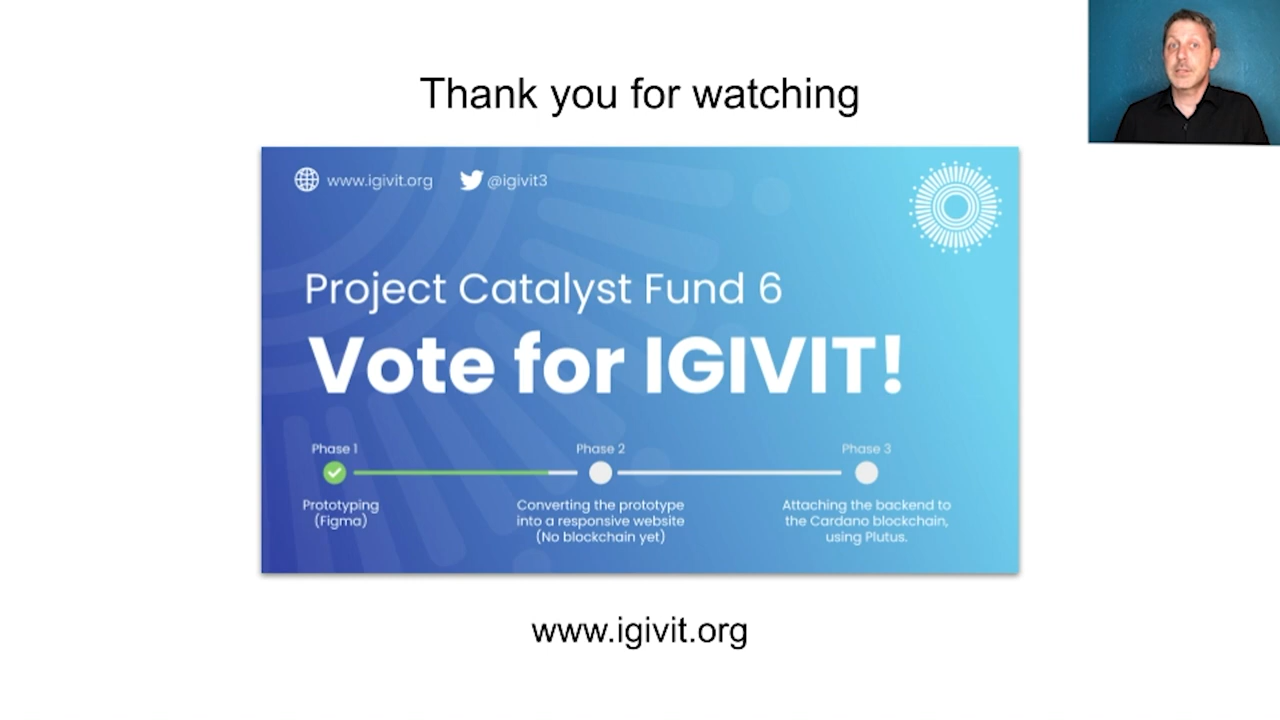 Thank you for watching
www.igivit.org @igivit3
Project Catalyst Fund 6
Vote for IGIVIT!
Phase 1
Prototyping
(Figma)
Phase 2
Converting the prototype
into a responsive website
(No blockchain yet)
Phase 3
Attaching the backend to
the Cardano blockchain,
using Plutus.
www.igivit.org